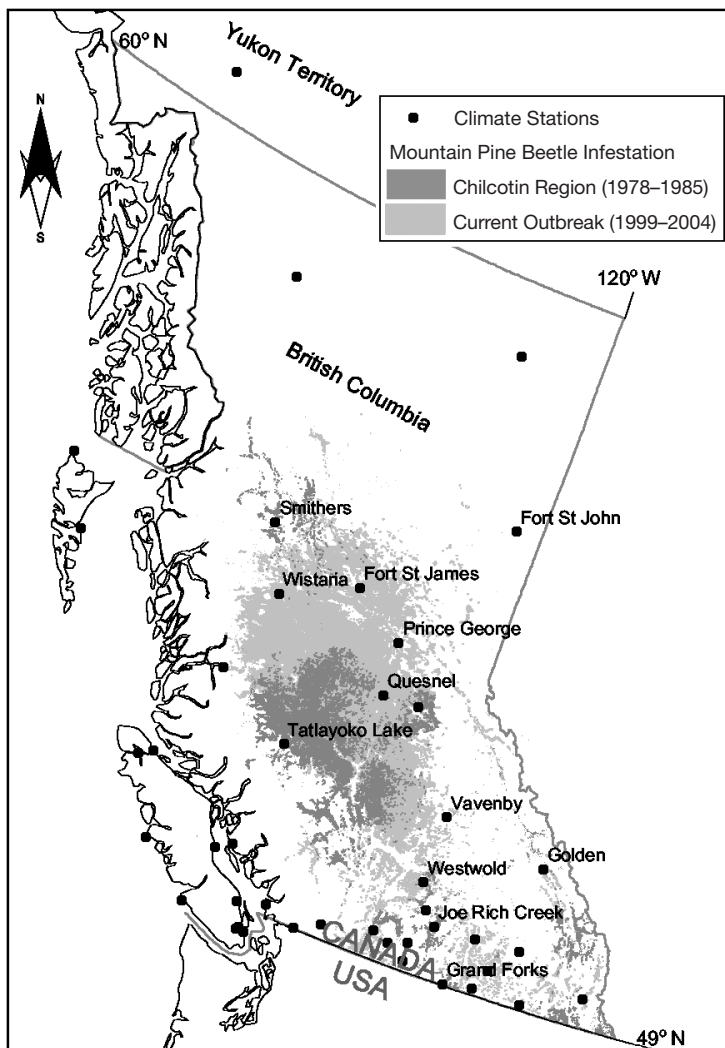 60° N
Yukon Territory
N
S
Climate Stations
Mountain Pine Beetle Infestation
Chilcotin Region (1978–1985)
Current Outbreak (1999–2004)
120° W
British Columbia
Smithers
Fort St John
Wistaria
Fort St James
Prince George
Quesnel
Tatlayoko Lake
Vavenby
Golden
Westwold
Joe Rich Creek
CANADA
USA
Grand Forks
49° N